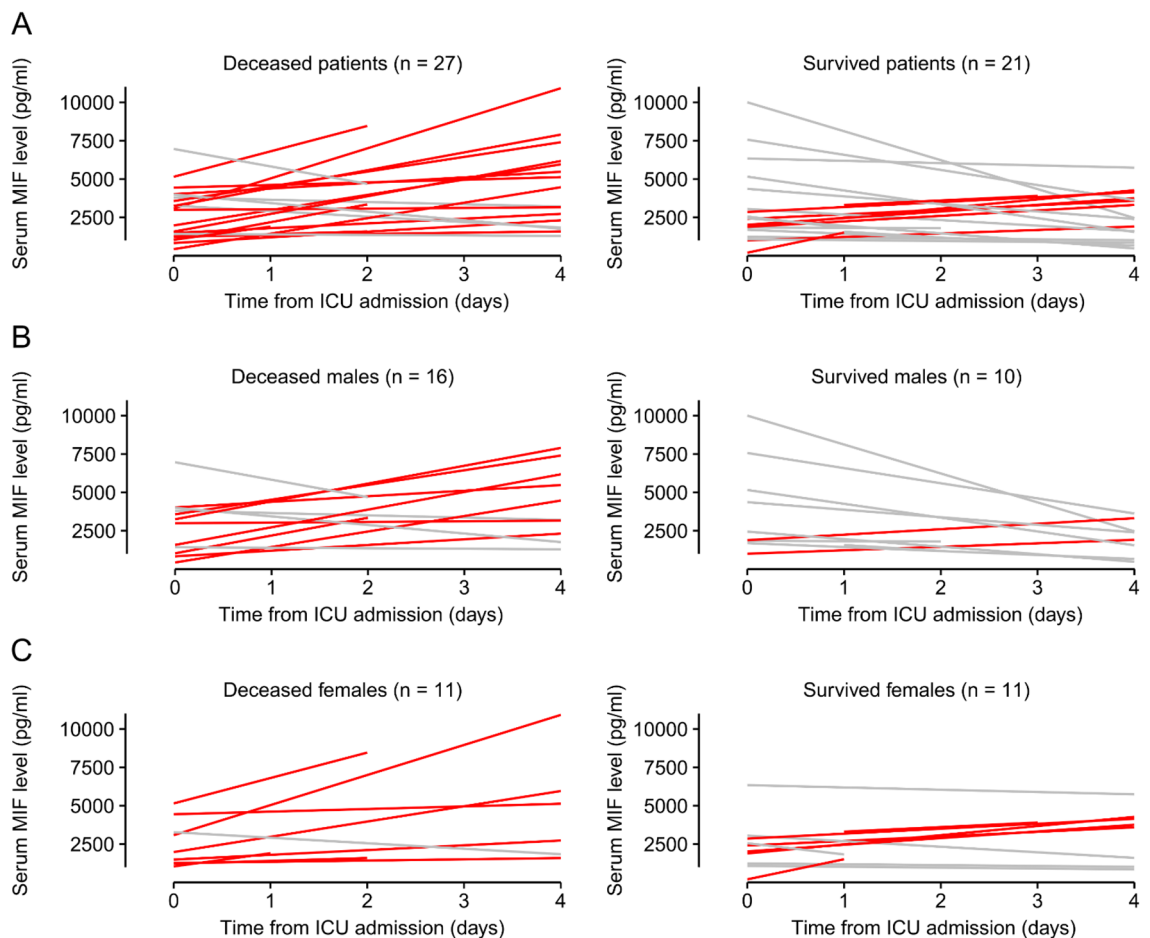 A
Deceased patients (n = 27)
Survived patients (n = 21)
Serum MIF level (pg/ml)
10000
7500
5000
2500
0 1 2 3 4
Time from ICU admission (days)
Serum MIF level (pg/ml)
10000
7500
5000
2500
0 1 2 3 4
Time from ICU admission (days)
B
Deceased males (n = 16)
Survived males (n = 10)
Serum MIF level (pg/ml)
10000
7500
5000
2500
0 1 2 3 4
Time from ICU admission (days)
Serum MIF level (pg/ml)
10000
7500
5000
2500
0 1 2 3 4
Time from ICU admission (days)
C
Deceased females (n = 11)
Survived females (n = 11)
Serum MIF level (pg/ml)
10000
7500
5000
2500
0 1 2 3 4
Time from ICU admission (days)
Serum MIF level (pg/ml)
10000
7500
5000
2500
0 1 2 3 4
Time from ICU admission (days)